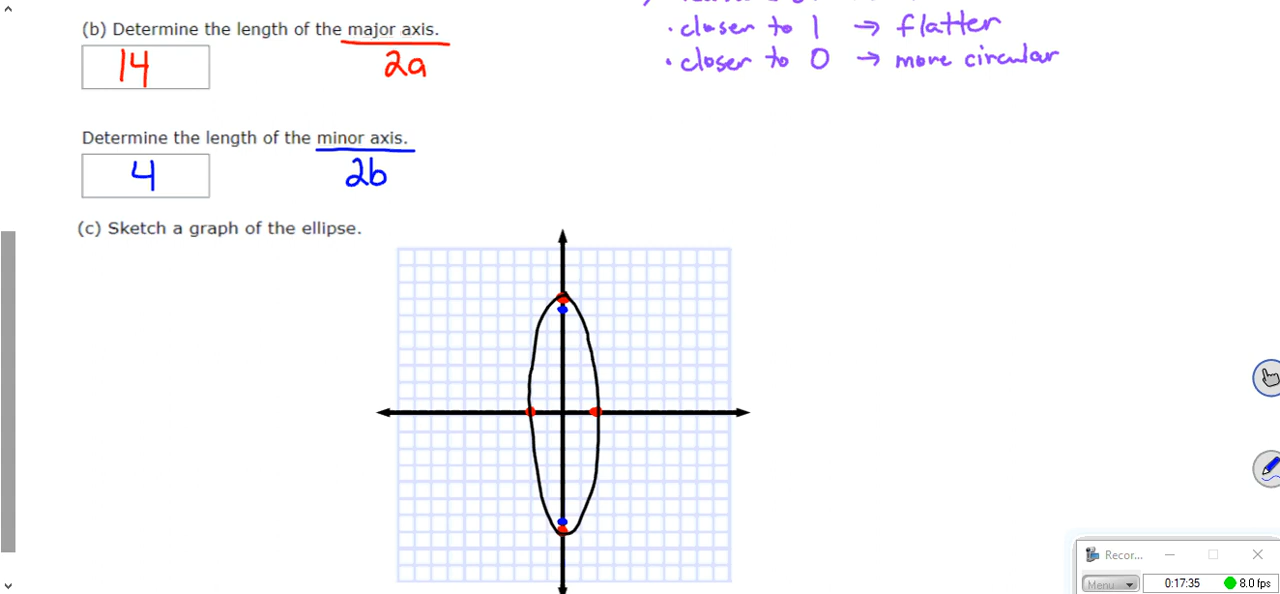 (b) Determine the length of the major axis.
14
2a
· closer to 1 → flatter
· closer to 0 → more circular
Determine the length of the minor axis.
4
2b
(c) Sketch a graph of the ellipse.
Recor...
Menu
0:17:35
8.0 fps